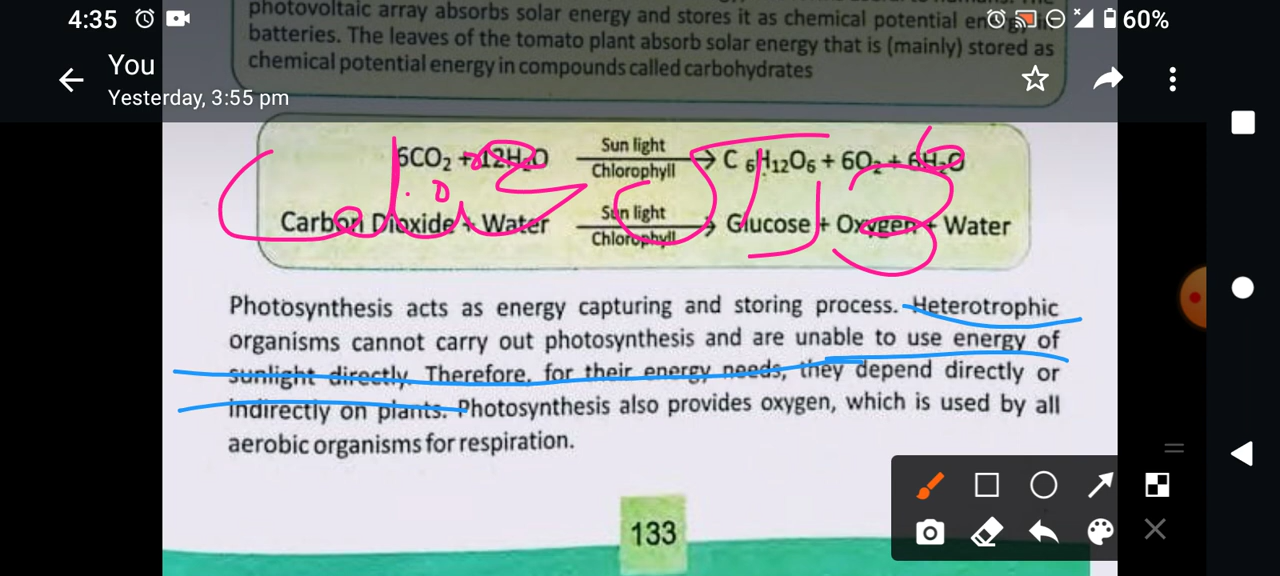 4:35 60%
photovoltaic array absorbs solar energy and stores it as chemical potential
batteries. The leaves of the tomato plant absorb solar energy that is (mainly) stored as
chemical potential energy in compounds called carbohydrates
You
Yesterday, 3:55 pm
6CO₂ + 12H₂O Sun light Chlorophyll → C 6H₁₂O₆ + 6O₂ + 6H₂O
Carbon Dioxide + Water Sun light Chlorophyll → Glucose + Oxygen + Water
Photosynthesis acts as energy capturing and storing process. Heterotrophic
organisms cannot carry out photosynthesis and are unable to use energy of
sunlight directly. Therefore, for their energy needs, they depend directly or
indirectly on plants. Photosynthesis also provides oxygen, which is used by all
aerobic organisms for respiration.
133